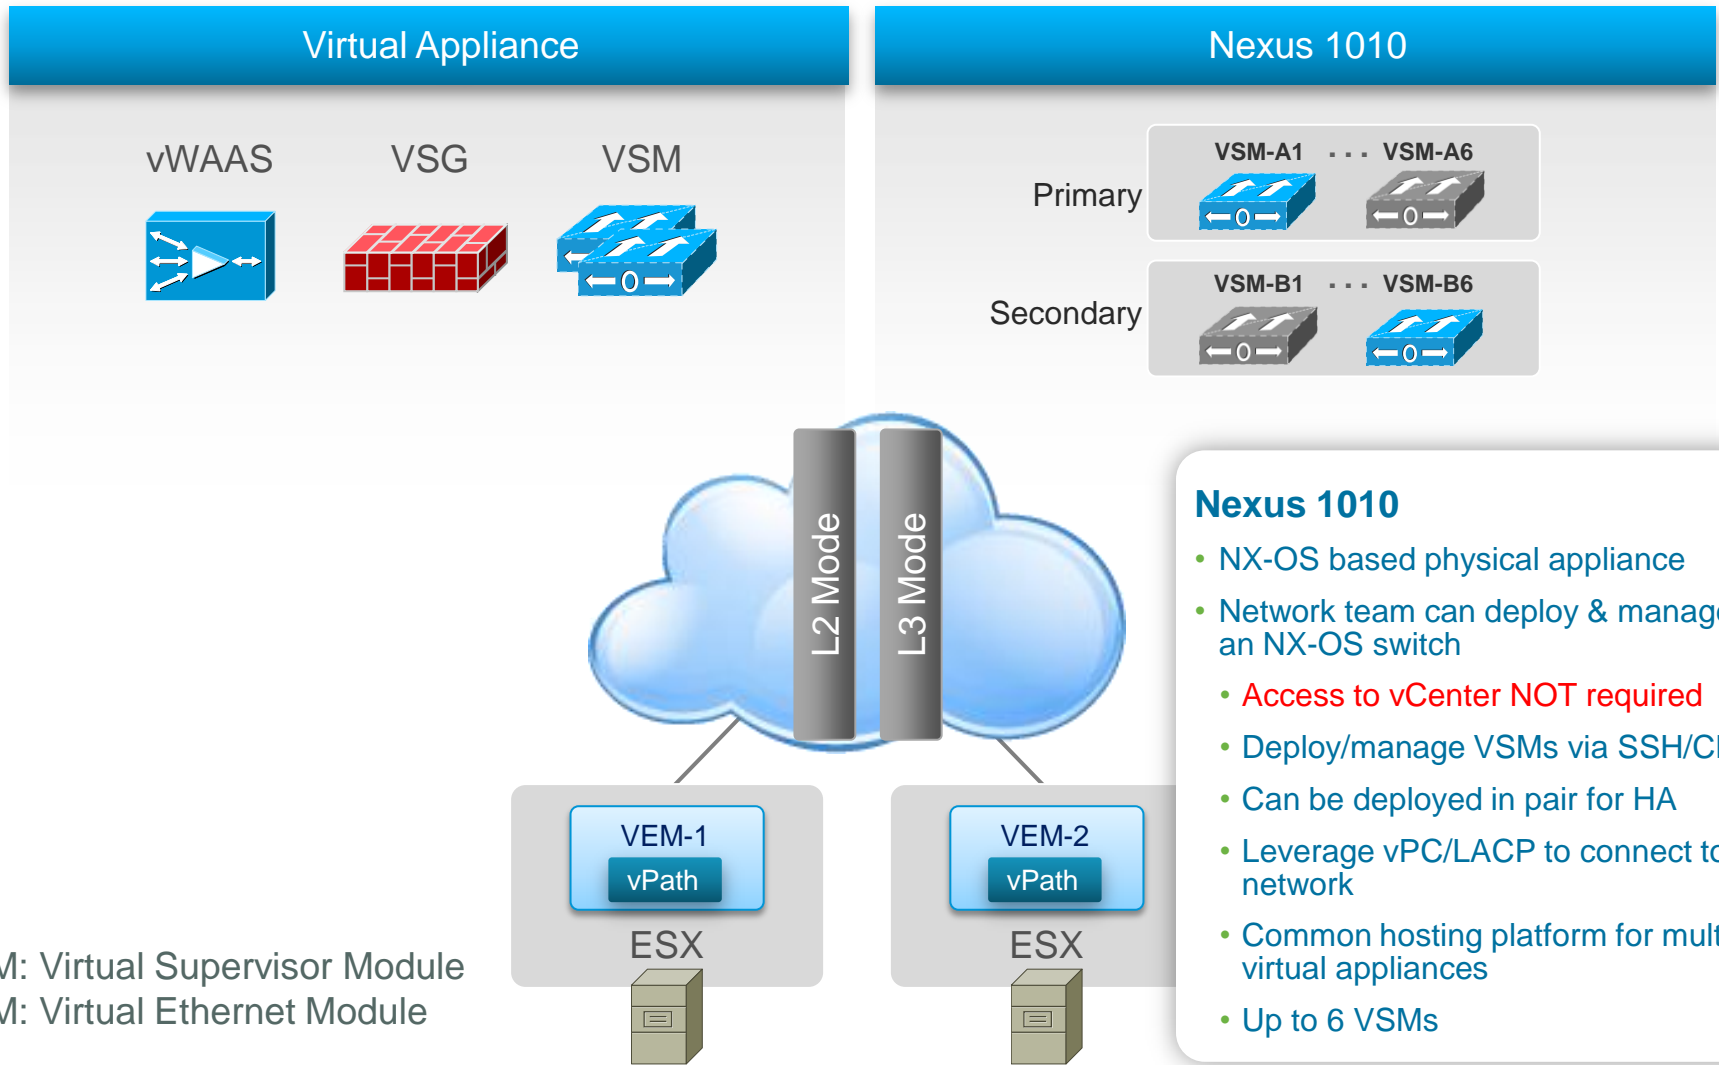 Virtual Appliance
Nexus 1010
vWAAS
VSG
VSM
VSM-A1 ... VSM-A6
Primary
VSM-B1 ... VSM-B6
Secondary
L2 Mode
L3 Mode
Nexus 1010
• NX-OS based physical appliance
• Network team can deploy & manage
an NX-OS switch
• Access to vCenter NOT required
• Deploy/manage VSMs via SSH/
• Can be deployed in pair for HA
• Leverage vPC/LACP to connect to
network
• Common hosting platform for
virtual appliances
• Up to 6 VSMs
VEM-1
vPath
ESX
VEM-2
vPath
ESX
M: Virtual Supervisor Module
M: Virtual Ethernet Module